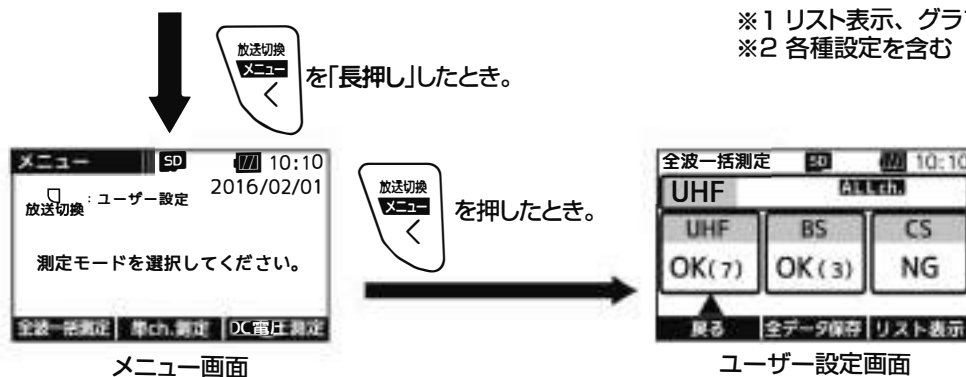 ※1 リスト表示、グラ
※2 各種設定を含む
放送切換
メニュー
を「長押し」したとき。
メニュー SD 10:10
2016/02/01
放送切換 : ユーザー設定
測定モードを選択してください。
全波一括測定 単ch.測定 DC電圧測定
メニュー画面
放送切換
メニュー
を押したとき。
全波一括測定 SD 10:10
UHF ALLch.
UHF BS CS
OK(7) OK(3) NG
戻る 全データ保存 リスト表示
ユーザー設定画面